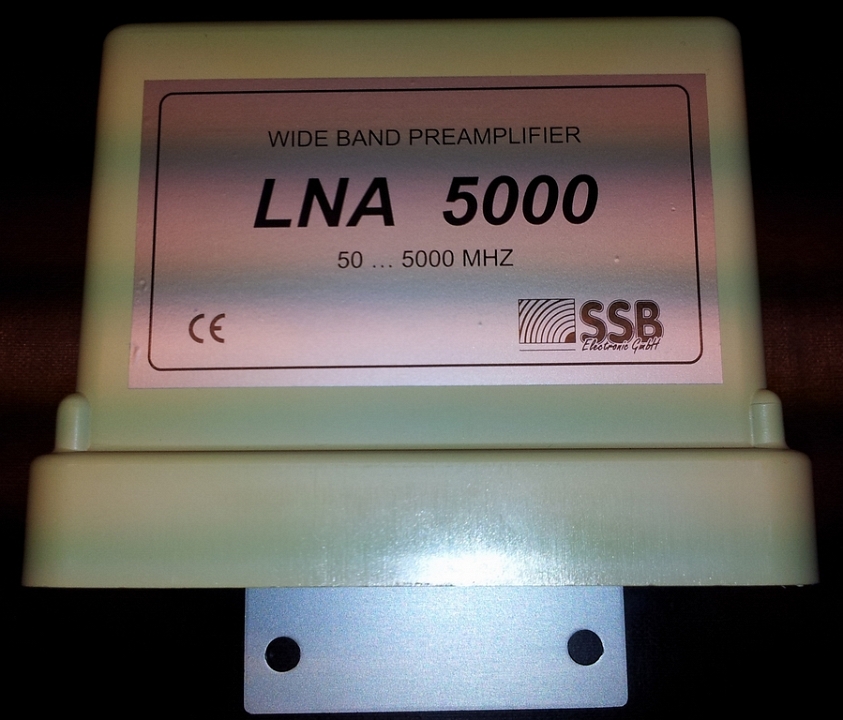 WIDE BAND PREAMPLIFIER
LNA 5000
50 ... 5000 MHZ
CE
SSB
Electronic GmbH